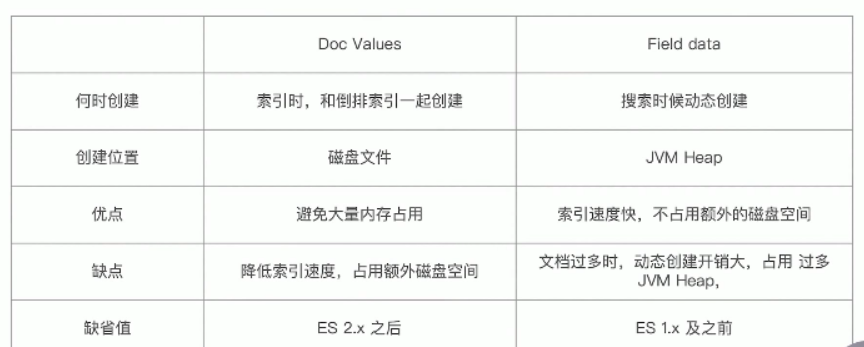 Doc Values
Field data
何时创建
索引时，和倒排索引一起创建
搜索时候动态创建
创建位置
磁盘文件
JVM Heap
优点
避免大量内存占用
索引速度快，不占用额外的磁盘空间
缺点
降低索引速度，占用额外磁盘空间
文档过多时，动态创建开销大，占用 过多
JVM Heap，
缺省值
ES 2.x 之后
ES 1.x 及之前